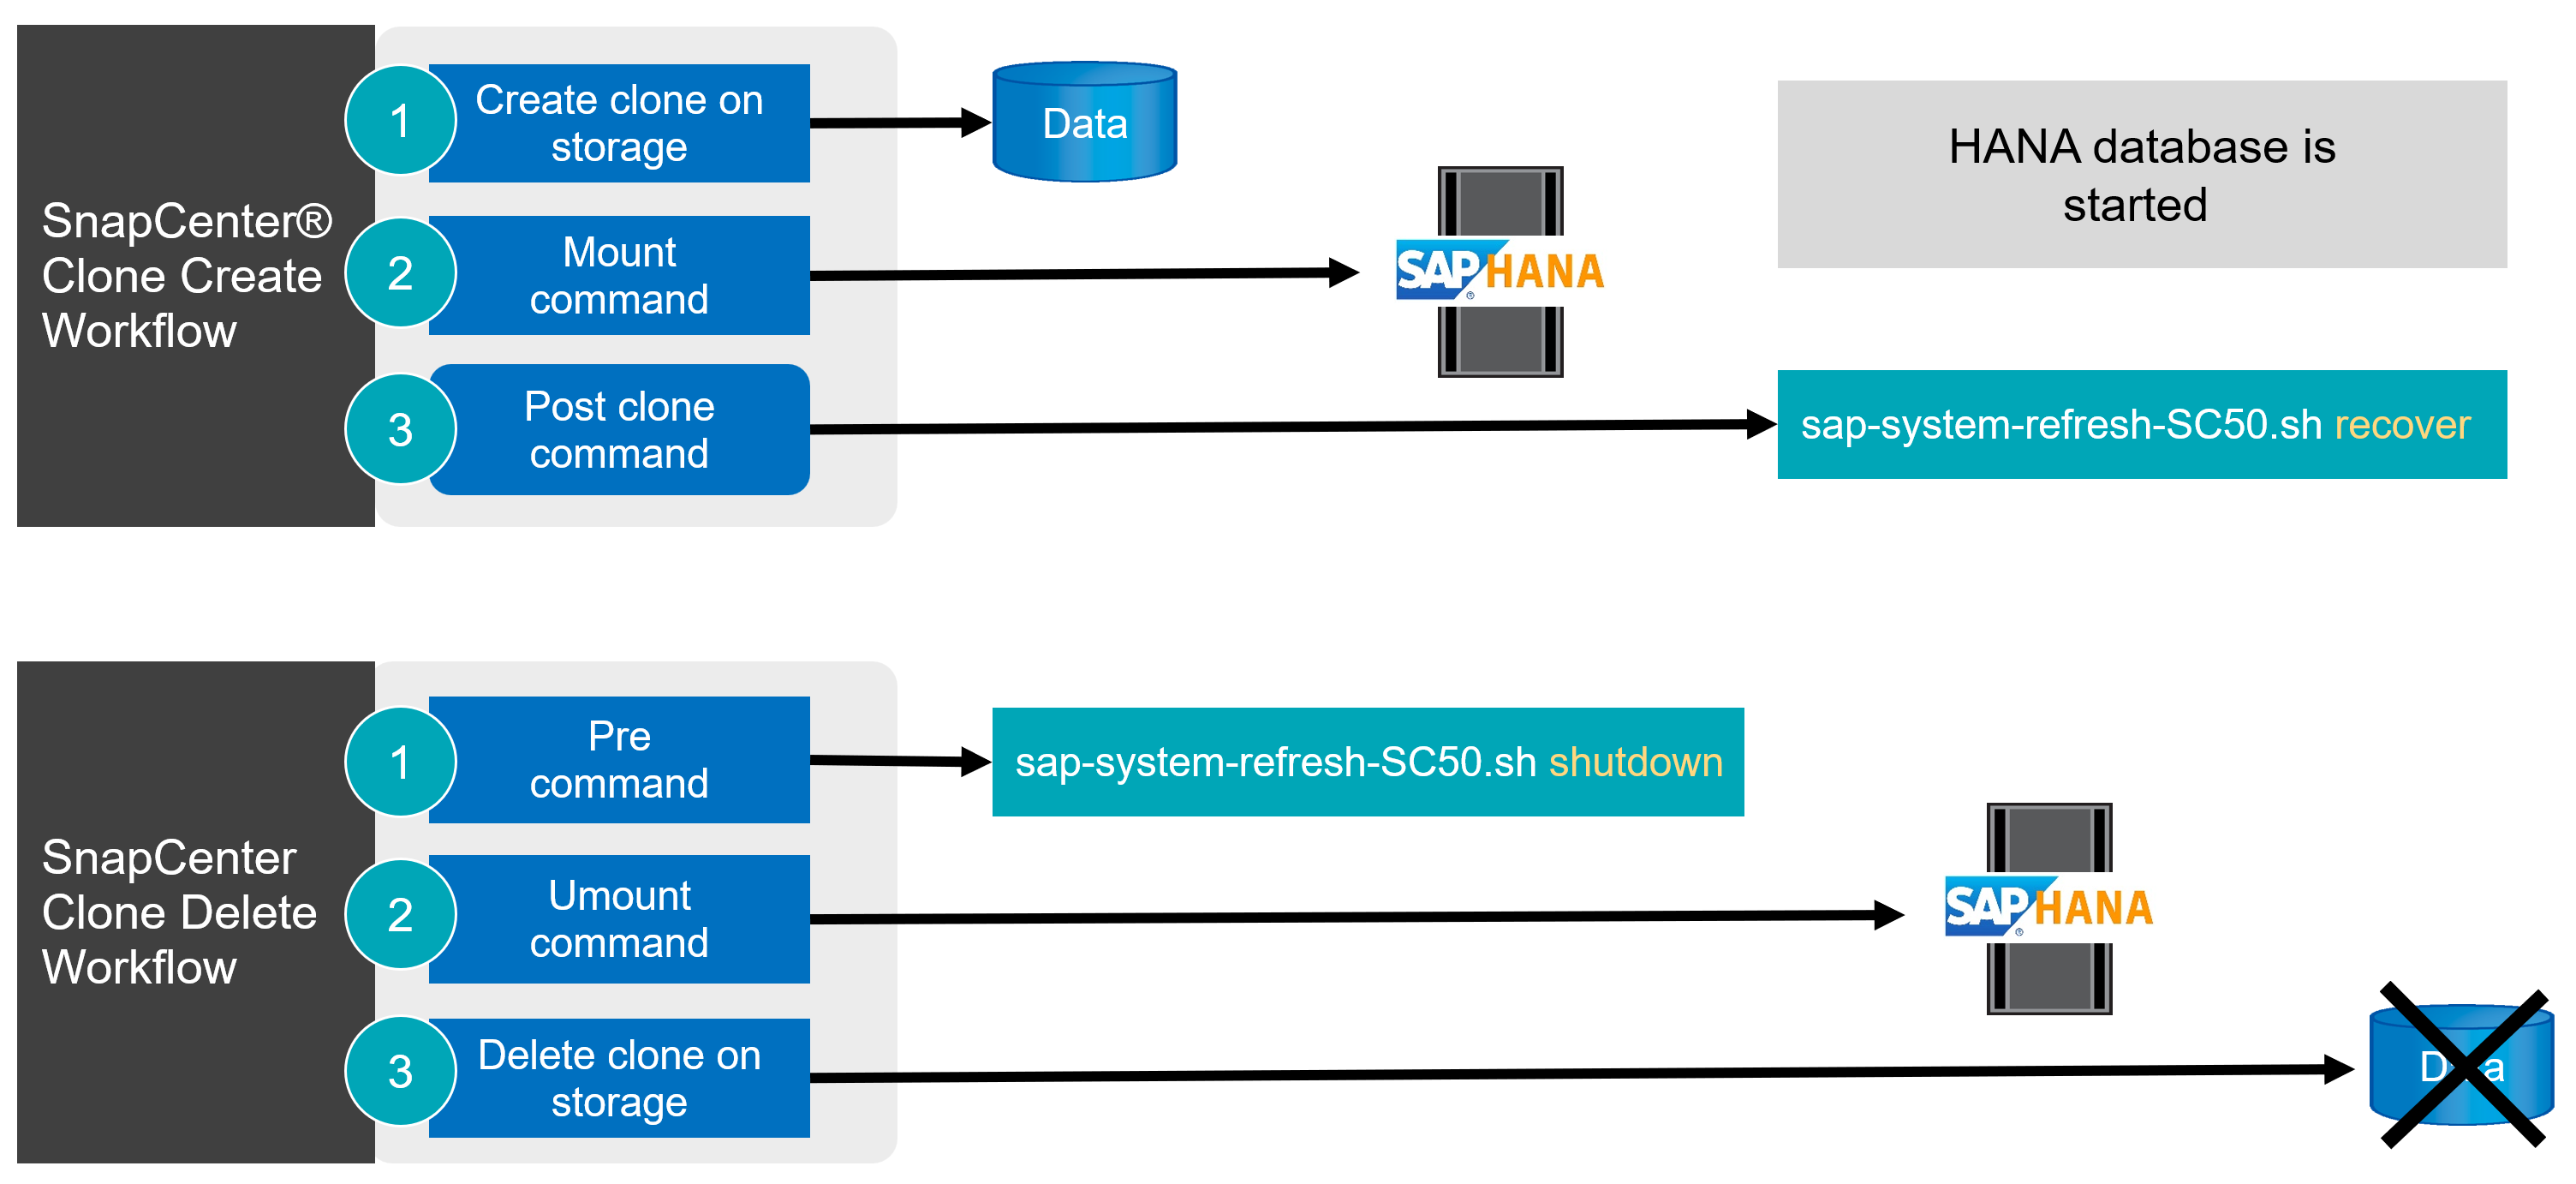 SnapCenter®
Clone Create
Workflow
1
Create clone on
storage
Data
2
Mount
command
SAP®HANA
HANA database is
started
3
Post clone
command
sap-system-refresh-SC50.sh recover
SnapCenter
Clone Delete
Workflow
1
Pre
command
sap-system-refresh-SC50.sh shutdown
2
Umount
command
SAP®HANA
3
Delete clone on
storage
Data